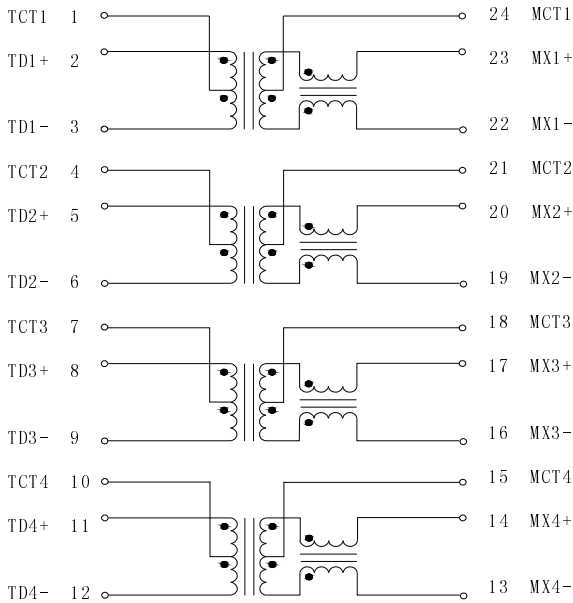 TCT1 1 24 MCT1
TD1+ 2 23 MX1+
TD1- 3 22 MX1-
TCT2 4 21 MCT2
TD2+ 5 20 MX2+
TD2- 6 19 MX2-
TCT3 7 18 MCT3
TD3+ 8 17 MX3+
TD3- 9 16 MX3-
TCT4 10 15 MCT4
TD4+ 11 14 MX4+
TD4- 12 13 MX4-